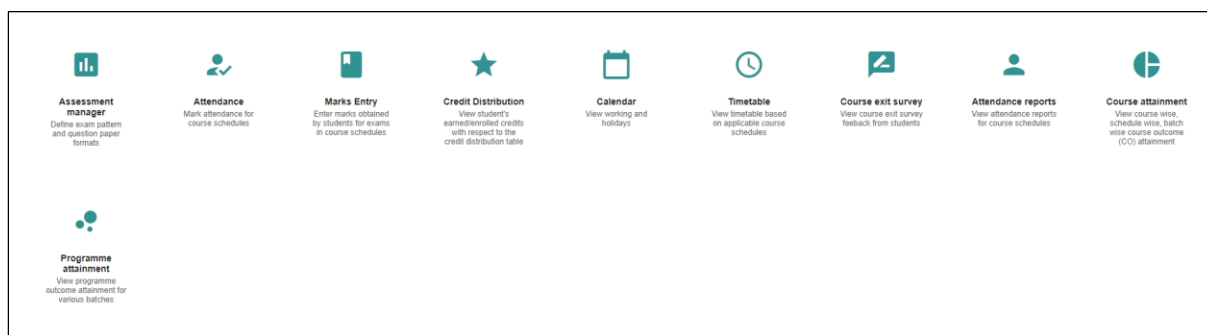 Assessment
manager
Define exam pattern
and question paper
formats
Attendance
Mark attendance for
course schedules
Marks Entry
Enter marks obtained
by students for exams
in course schedules
Credit Distribution
View student's
earned/enrolled credits
with respect to the
credit distribution table
Calendar
View working and
holidays
Timetable
View timetable based
on applicable course
schedules
Course exit survey
View course exit survey
feeback from students
Attendance reports
View attendance reports
for course schedules
Course attainment
View course wise,
schedule wise, batch
wise course outcome
(CO) attainment
Programme
attainment
View programme
outcome attainment for
various batches